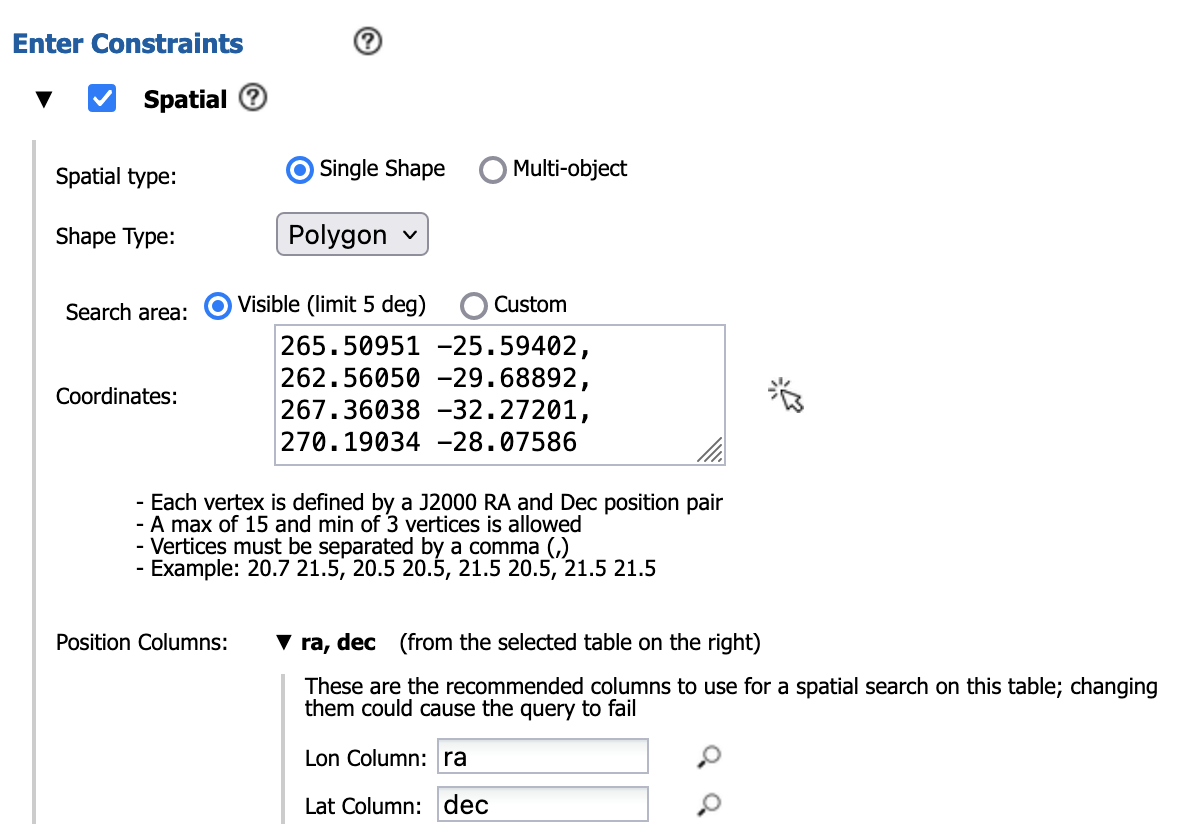 Enter Constraints ?
▼ Spatial ?
Spatial type: Single Shape Multi-object
Shape Type: Polygon
Search area: Visible (limit 5 deg) Custom
Coordinates:
265.50951 -25.59402,
262.56050 -29.68892,
267.36038 -32.27201,
270.19034 -28.07586
- Each vertex is defined by a J2000 RA and Dec position pair
- A max of 15 and min of 3 vertices is allowed
- Vertices must be separated by a comma (,)
- Example: 20.7 21.5, 20.5 20.5, 21.5 20.5, 21.5 21.5
Position Columns: ▼ ra, dec (from the selected table on the right)
These are the recommended columns to use for a spatial search on this table; changing
them could cause the query to fail
Lon Column: ra
Lat Column: dec